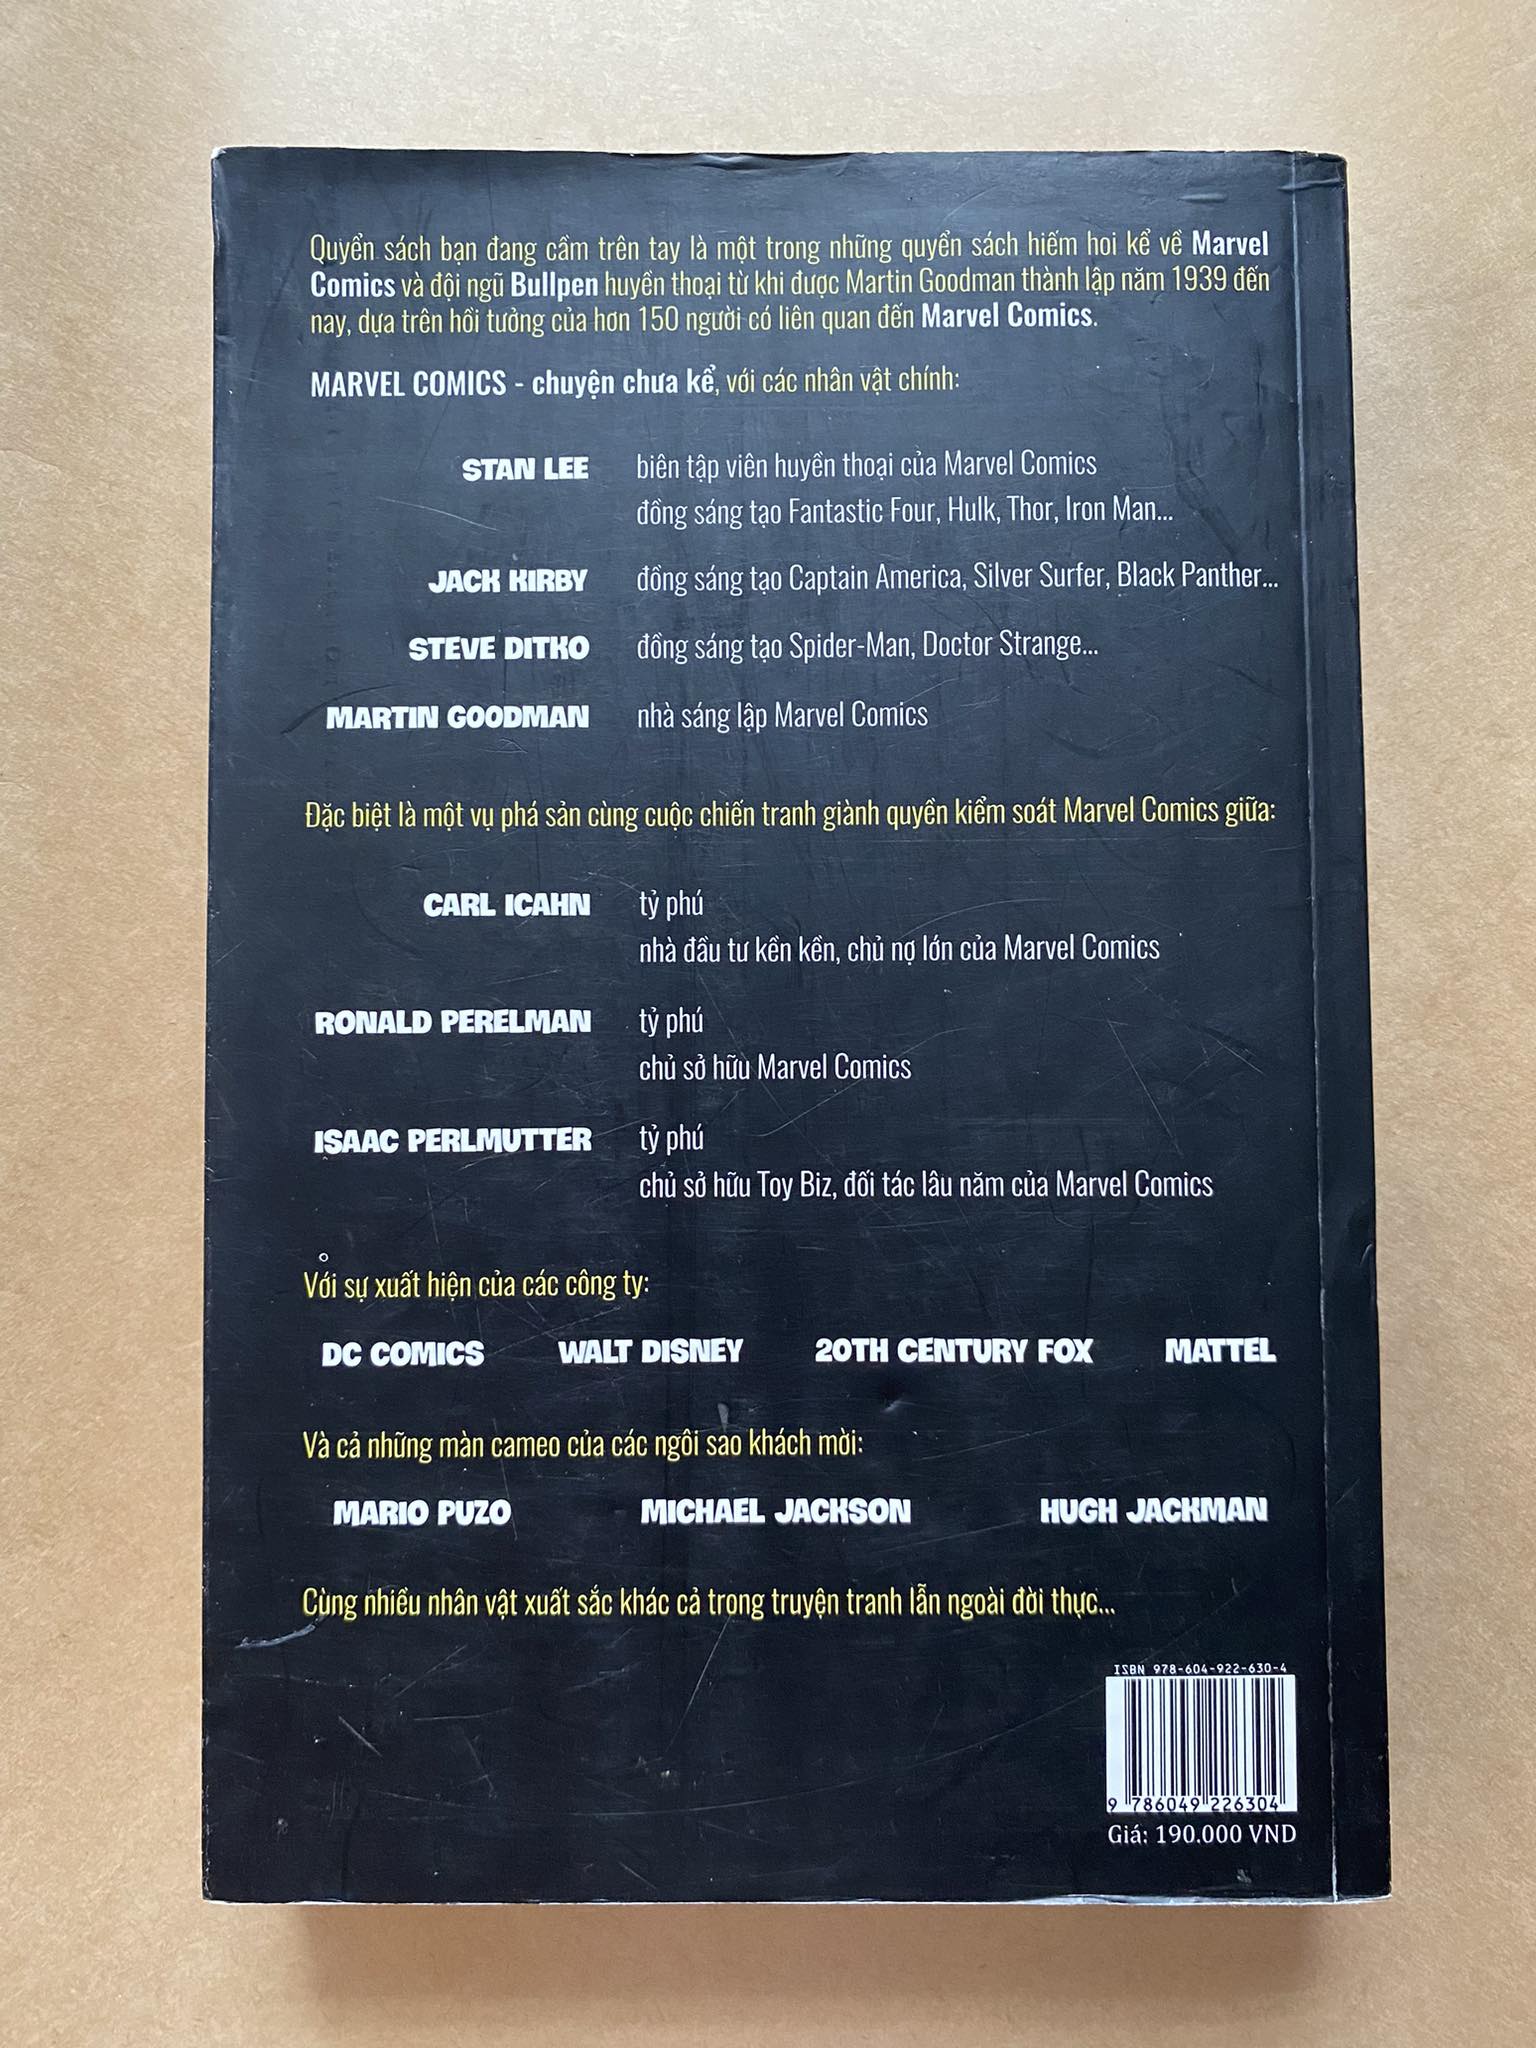 Quyển sách bạn đang cầm trên tay là một trong những quyển sách hiếm hoi kể về Marvel
Comics và đội ngũ Bullpen huyền thoại từ khi được Martin Goodman thành lập năm 1939 đến
nay, dựa trên hồi tưởng của hơn 150 người có liên quan đến Marvel Comics.
MARVEL COMICS - chuyện chưa kể, với các nhân vật chính:
STAN LEE biên tập viên huyền thoại của Marvel Comics
đồng sáng tạo Fantastic Four, Hulk, Thor, Iron Man...
JACK KIRBY đồng sáng tạo Captain America, Silver Surfer, Black Panther...
STEVE DITKO đồng sáng tạo Spider-Man, Doctor Strange...
MARTIN GOODMAN nhà sáng lập Marvel Comics
Đặc biệt là một vụ phá sản cùng cuộc chiến tranh giành quyền kiểm soát Marvel Comics giữa:
CARL ICAHN tỷ phú
nhà đầu tư kền kền, chủ nợ lớn của Marvel Comics
RONALD PERELMAN tỷ phú
chủ sở hữu Marvel Comics
ISAAC PERLMUTTER tỷ phú
chủ sở hữu Toy Biz, đối tác lâu năm của Marvel Comics
Với sự xuất hiện của các công ty:
DC COMICS WALT DISNEY 20TH CENTURY FOX MATTEL
Và cả những màn cameo của các ngôi sao khách mời:
MARIO PUZO MICHAEL JACKSON HUGH JACKMAN
Cùng nhiều nhân vật xuất sắc khác cả trong truyện tranh lẫn ngoài đời thực...
ISBN 978-604-922-630-4
9 786049 226304
Giá: 190.000 VND